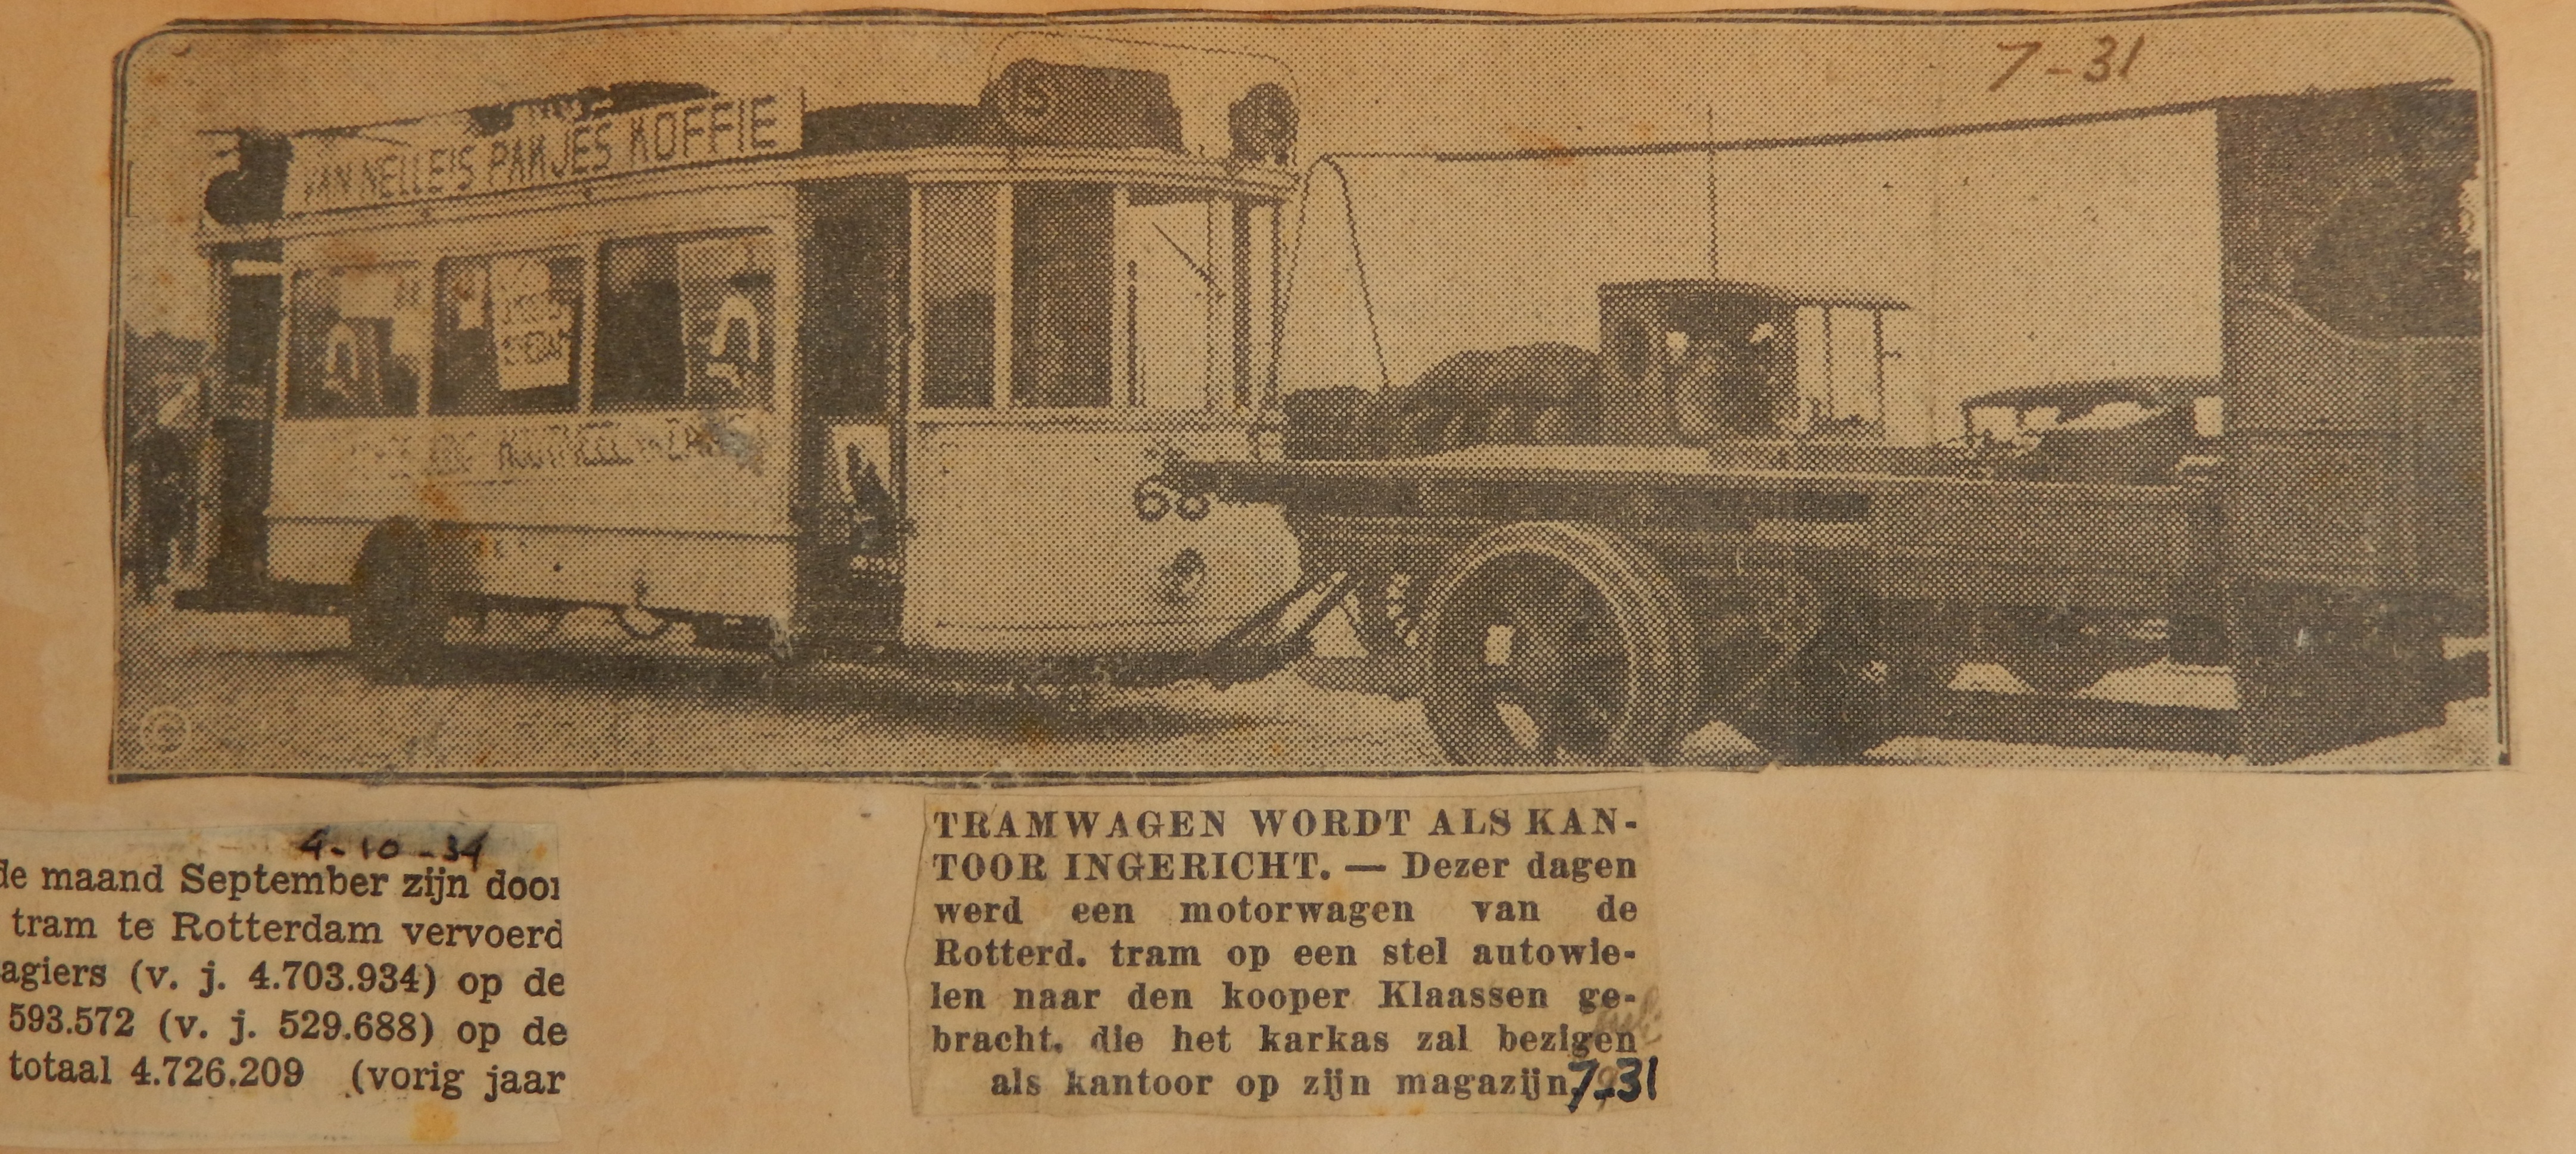 7-31
15
VAN NELLE'S PAKJES KOFFIE
66
©
4-10-34
de maand September zijn door
tram te Rotterdam vervoerd
agiers (v. j. 4.703.934) op de
593.572 (v. j. 529.688) op de
totaal 4.726.209 (vorig jaar
TRAMWAGEN WORDT ALS KAN-
TOOR INGERICHT. — Dezer dagen
werd een motorwagen van de
Rotterd. tram op een stel autowie-
len naar den kooper Klaassen ge-
bracht, die het karkas zal bezigen
als kantoor op zijn magazijn.
7-31